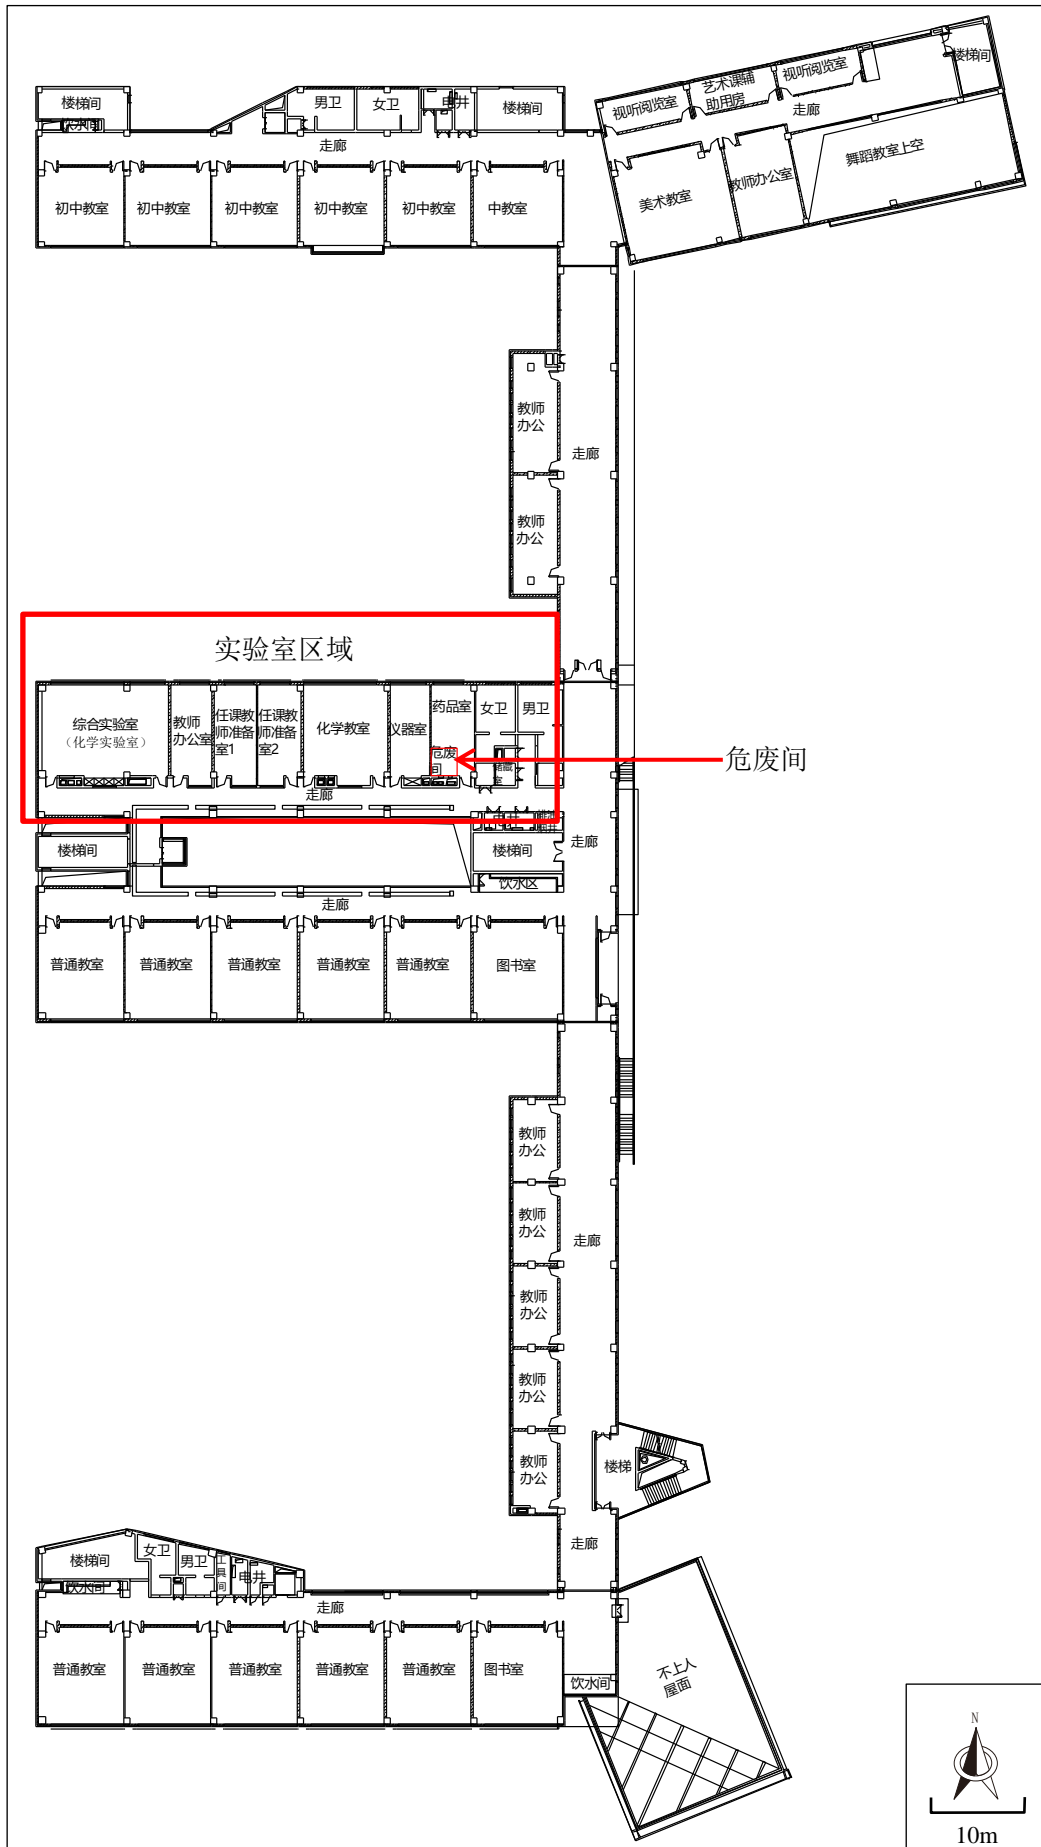 楼梯间
饮水间
男卫
女卫
电井
楼梯间
走廊
初中教室
初中教室
初中教室
初中教室
初中教室
中教室
视听阅览室
艺术课辅
助用房
视听阅览室
楼梯间
走廊
美术教室
教师办公室
舞蹈教室上空
教师
办公
走廊
教师
办公
实验室区域
综合实验室
(化学实验室)
教师
办公室
任课教
师准备
室1
任课教
师准备
室2
化学教室
仪器室
药品室
女卫
男卫
危废
间
储藏
室
危废间
走廊
电井
楼梯间
楼梯间
走廊
饮水区
走廊
普通教室
普通教室
普通教室
普通教室
普通教室
图书室
教师
办公
教师
办公
走廊
教师
办公
教师
办公
教师
办公
楼梯
走廊
楼梯间
饮水间
女卫
男卫
工
具
间
电井
走廊
普通教室
普通教室
普通教室
普通教室
普通教室
图书室
饮水间
不上人
屋面
N
10m